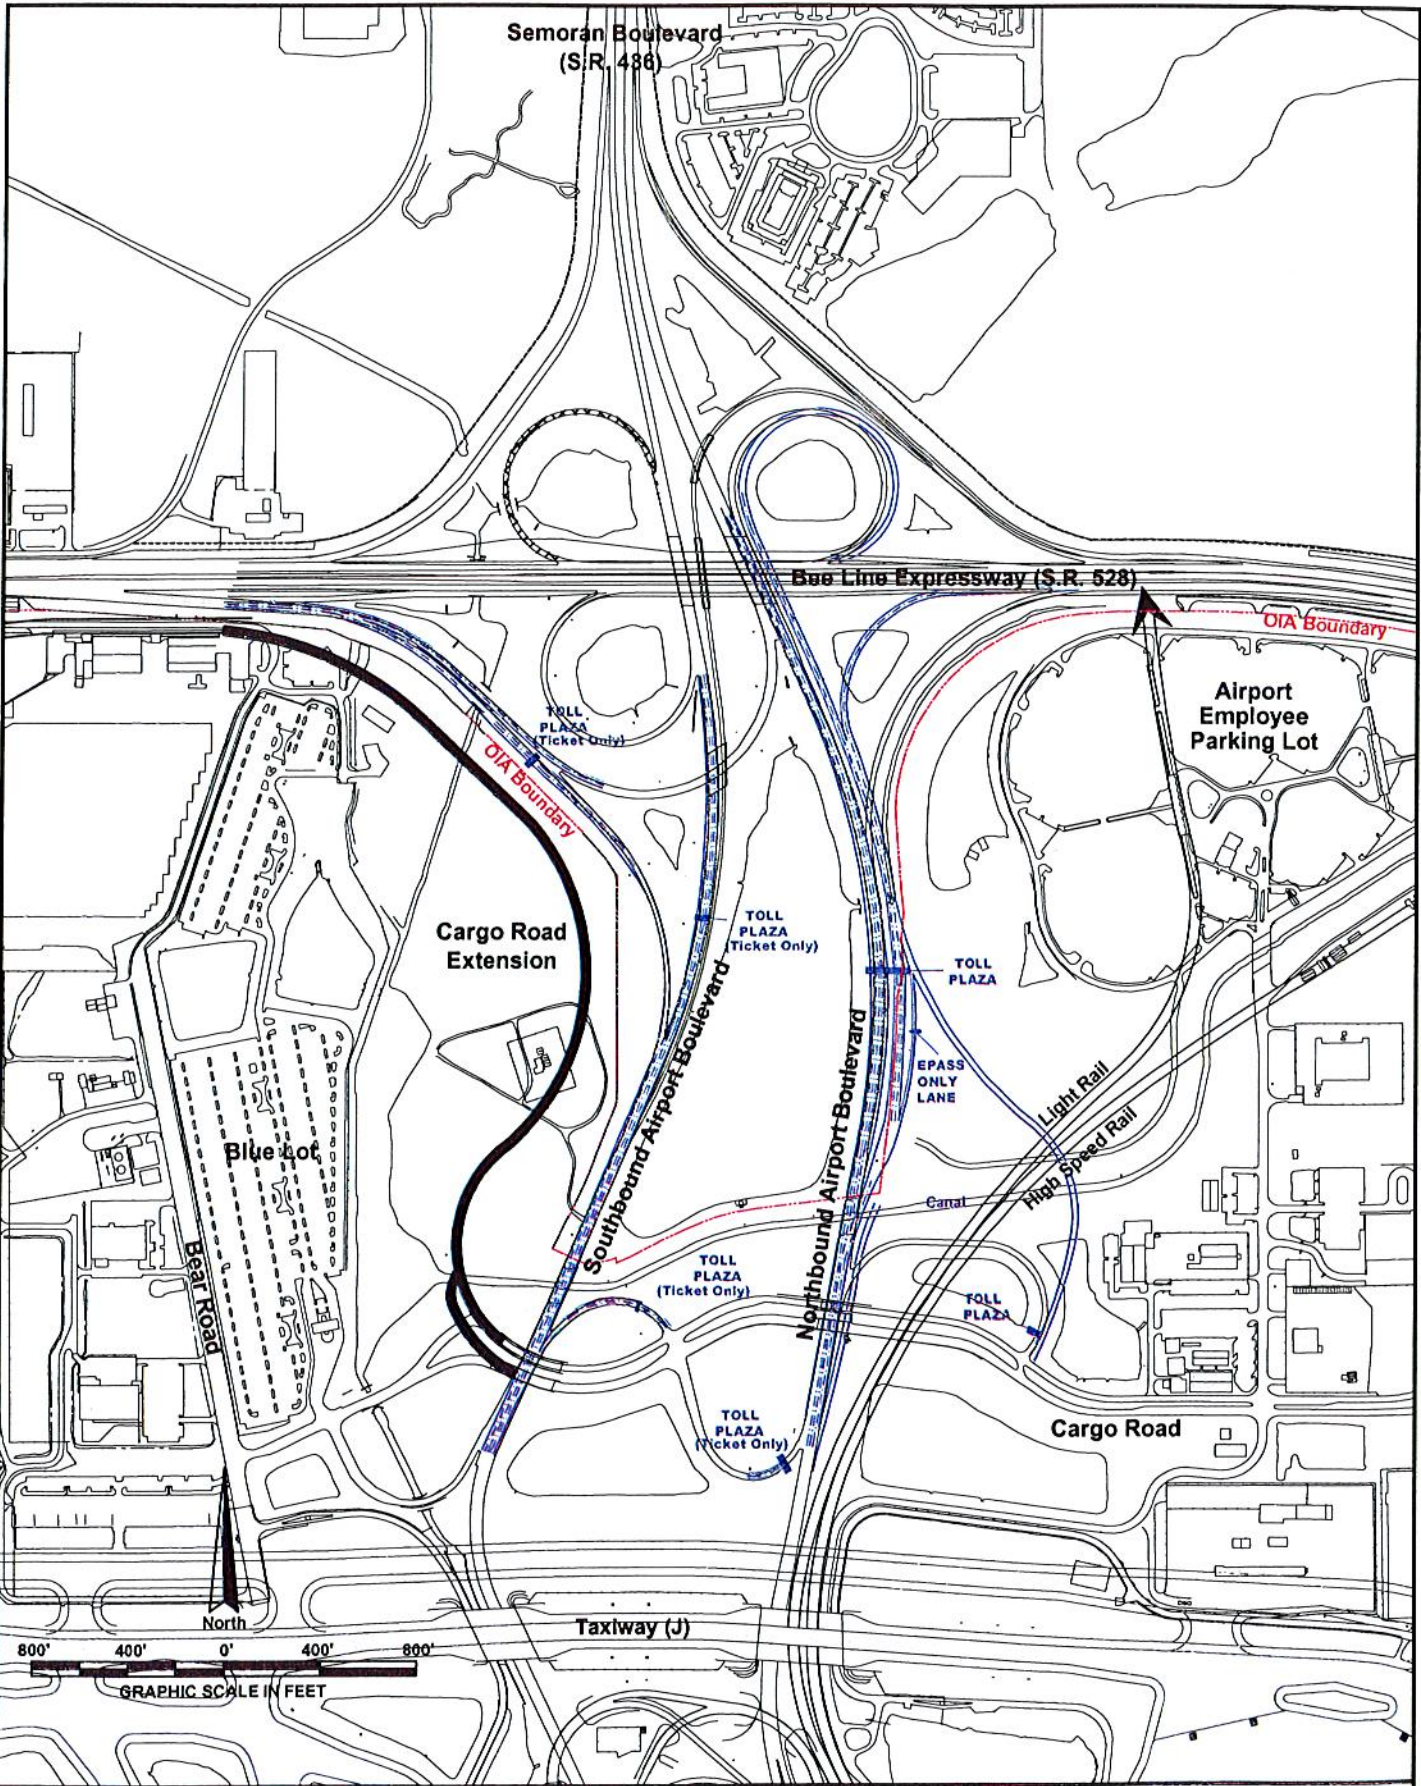 Semoran Boulevard
(S.R. 436)
Bee Line Expressway (S.R. 528)
OIA Boundary
Airport
Employee
Parking Lot
TOLL
PLAZA
(Ticket Only)
OIA Boundary
Cargo Road
Extension
TOLL
PLAZA
(Ticket Only)
TOLL
PLAZA
Southbound Airport Boulevard
Northbound Airport Boulevard
EPASS
ONLY
LANE
Light Rail
High Speed Rail
Blue Lot
Canal
Bear Road
TOLL
PLAZA
(Ticket Only)
TOLL
PLAZA
TOLL
PLAZA
(Ticket Only)
Cargo Road
North
Taxiway (J)
800' 400' 0' 400' 800'
GRAPHIC SCALE IN FEET